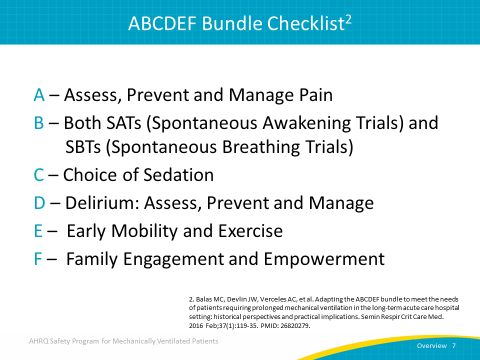 ABCDEF Bundle Checklist2
A – Assess, Prevent and Manage Pain
B – Both SATs (Spontaneous Awakening Trials) and
SBTs (Spontaneous Breathing Trials)
C – Choice of Sedation
D – Delirium: Assess, Prevent and Manage
E – Early Mobility and Exercise
F – Family Engagement and Empowerment
2. Balas MC, Devlin JW, Verceles AC, et al. Adapting the ABCDEF bundle to meet the needs
of patients requiring prolonged mechanical ventilation in the long-term acute care hospital
setting: historical perspectives and practical implications. Semin Respir Crit Care Med.
2016 Feb;37(1):119-35. PMID: 26820279.
AHRQ Safety Program for Mechanically Ventilated Patients
Overview 7